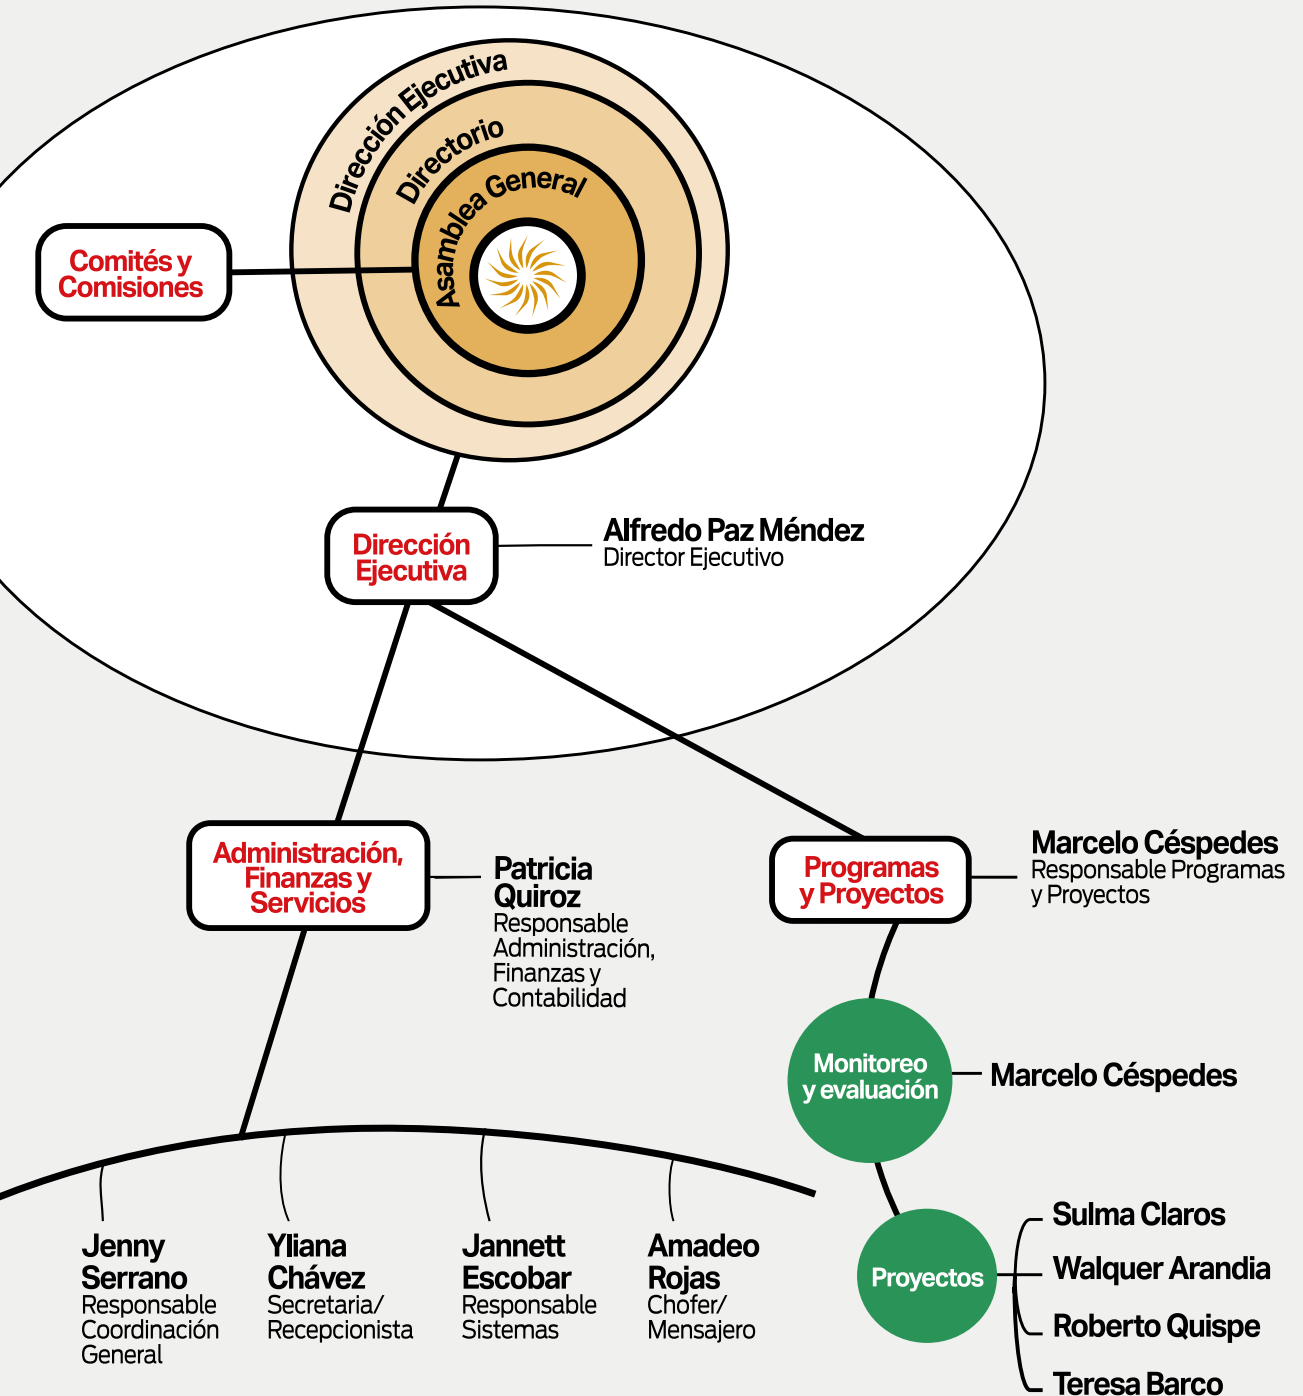 Dirección Ejecutiva
Directorio
Asamblea General
Comités y
Comisiones
Dirección
Ejecutiva
Alfredo Paz Méndez
Director Ejecutivo
Administración,
Finanzas y
Servicios
Patricia
Quiroz
Responsable
Administración,
Finanzas y
Contabilidad
Programas
y Proyectos
Marcelo Céspedes
Responsable Programas
y Proyectos
Monitoreo
y evaluación
Marcelo Céspedes
Jenny
Serrano
Responsable
Coordinación
General
Yliana
Chávez
Secretaria/
Recepcionista
Jannett
Escobar
Responsable
Sistemas
Amadeo
Rojas
Chofer/
Mensajero
Proyectos
Sulma Claros
Walquer Arandia
Roberto Quispe
Teresa Barco